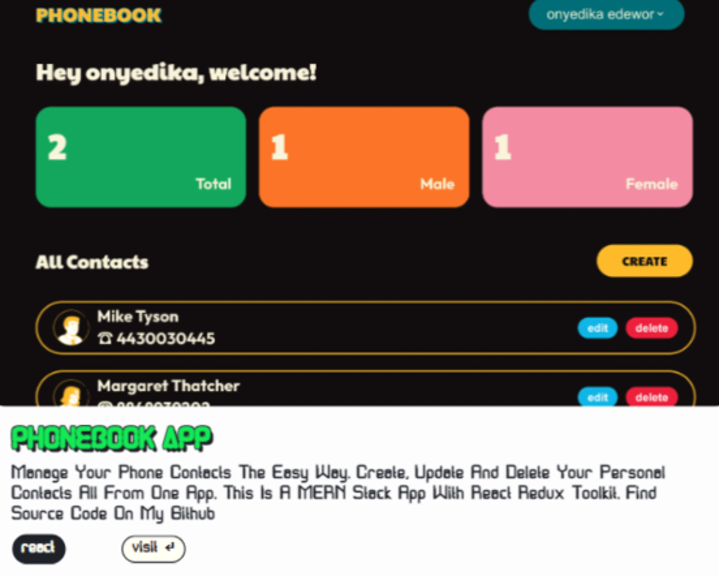 PHONEBOOK
onyedika edewor
Hey onyedika, welcome!
2
Total
1
Male
1
Female
All Contacts
CREATE
Mike Tyson
☎ 4430030445
edit
delete
Margaret Thatcher
edit
delete
PHONEBOOK APP
Manage Your Phone Contacts The Easy Way. Create, Update And Delete Your Personal
Contacts All From One App. This Is A MERN Stack App With React Redux Toolkit. Find
Source Code On My Github
react
visit ↵